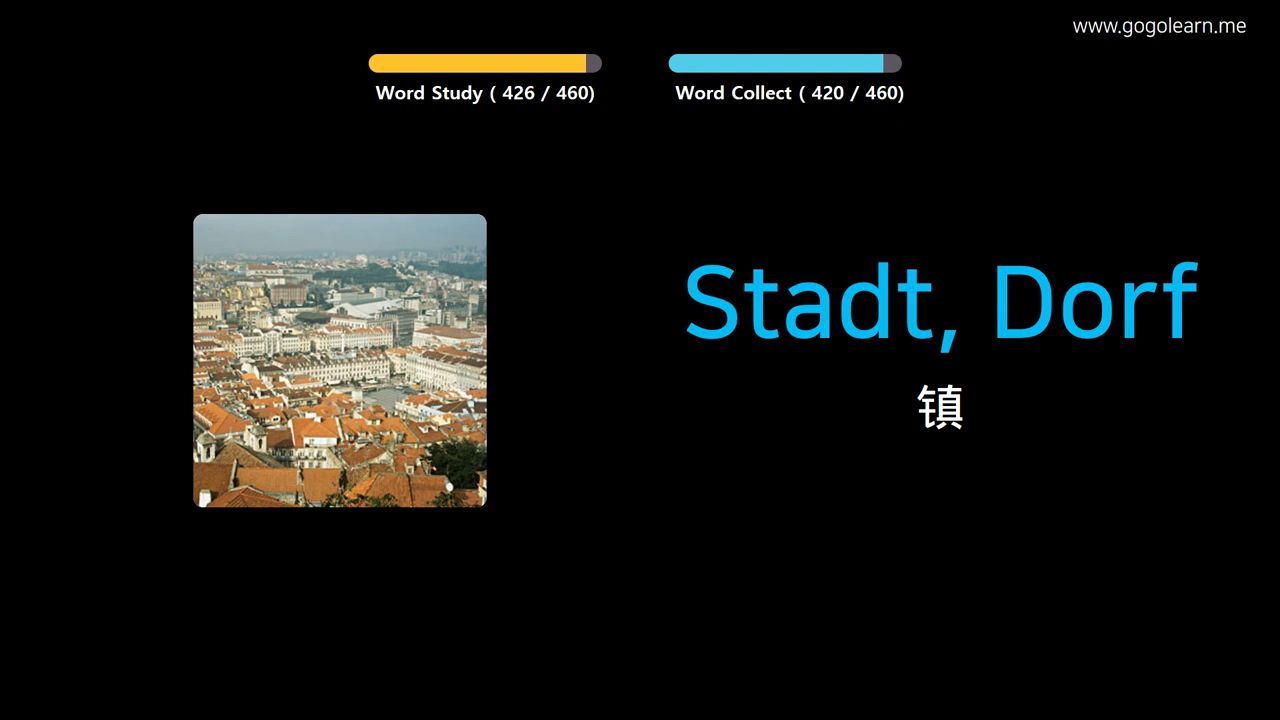 www.gogolearn.me
Word Study ( 426 / 460)
Word Collect ( 420 / 460)
Stadt, Dorf
镇